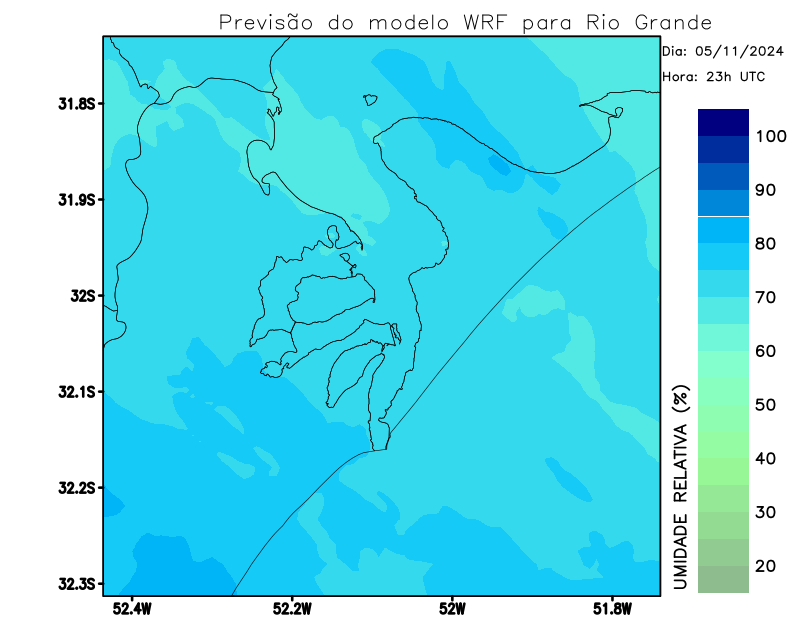 Previsão do modelo WRF para Rio Grande
Dia: 05/11/2024
Hora: 23h UTC
31.8S
31.9S
32S
32.1S
32.2S
32.3S
52.4W
52.2W
52W
51.8W
UMIDADE RELATIVA (%)
100
90
80
70
60
50
40
30
20